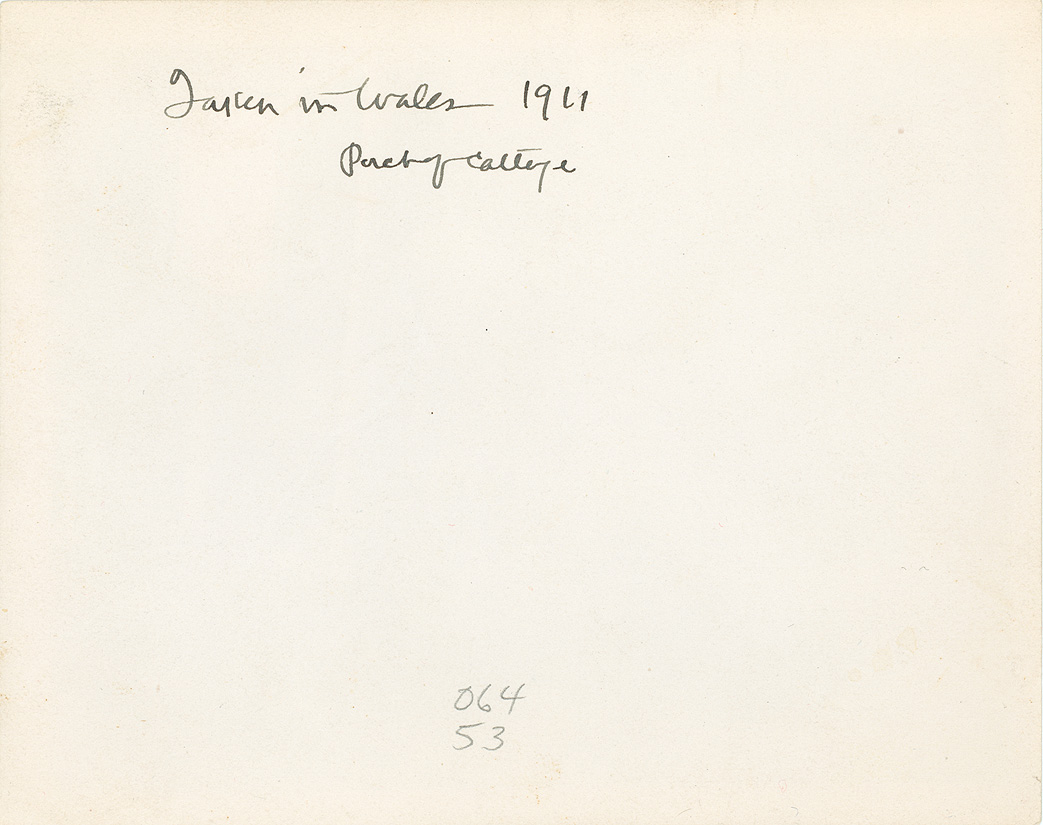 Taken in Wales 1911
Porch of Cottage
064
53